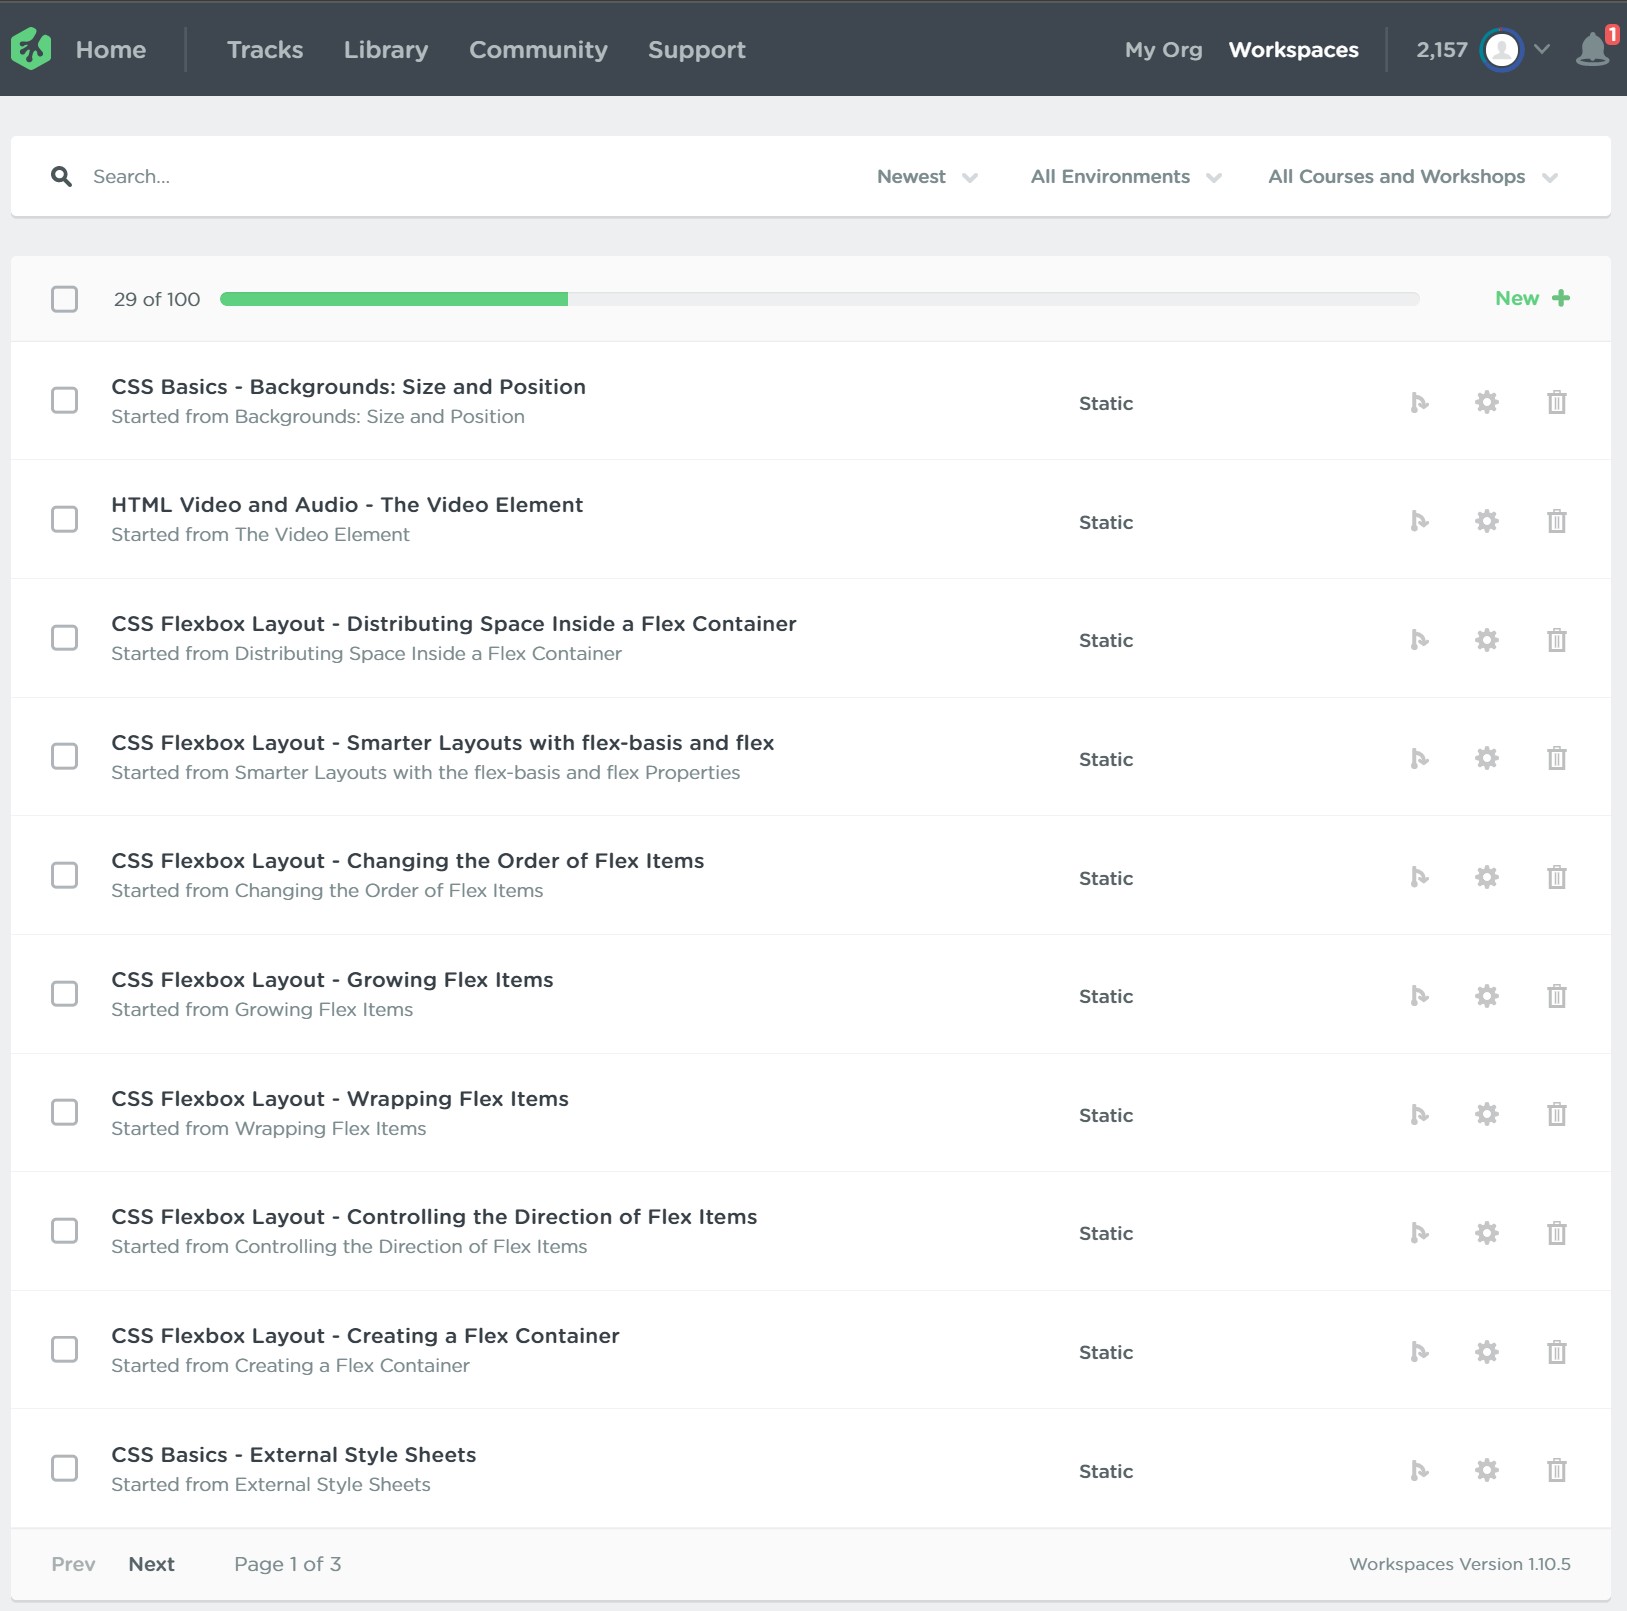 Home Tracks Library Community Support My Org Workspaces 2,157 1
Search... Newest All Environments All Courses and Workshops
29 of 100 New
CSS Basics - Backgrounds: Size and Position
Started from Backgrounds: Size and Position
Static
HTML Video and Audio - The Video Element
Started from The Video Element
Static
CSS Flexbox Layout - Distributing Space Inside a Flex Container
Started from Distributing Space Inside a Flex Container
Static
CSS Flexbox Layout - Smarter Layouts with flex-basis and flex
Started from Smarter Layouts with the flex-basis and flex Properties
Static
CSS Flexbox Layout - Changing the Order of Flex Items
Started from Changing the Order of Flex Items
Static
CSS Flexbox Layout - Growing Flex Items
Started from Growing Flex Items
Static
CSS Flexbox Layout - Wrapping Flex Items
Started from Wrapping Flex Items
Static
CSS Flexbox Layout - Controlling the Direction of Flex Items
Started from Controlling the Direction of Flex Items
Static
CSS Flexbox Layout - Creating a Flex Container
Started from Creating a Flex Container
Static
CSS Basics - External Style Sheets
Started from External Style Sheets
Static
Prev Next Page 1 of 3 Workspaces Version 1.10.5